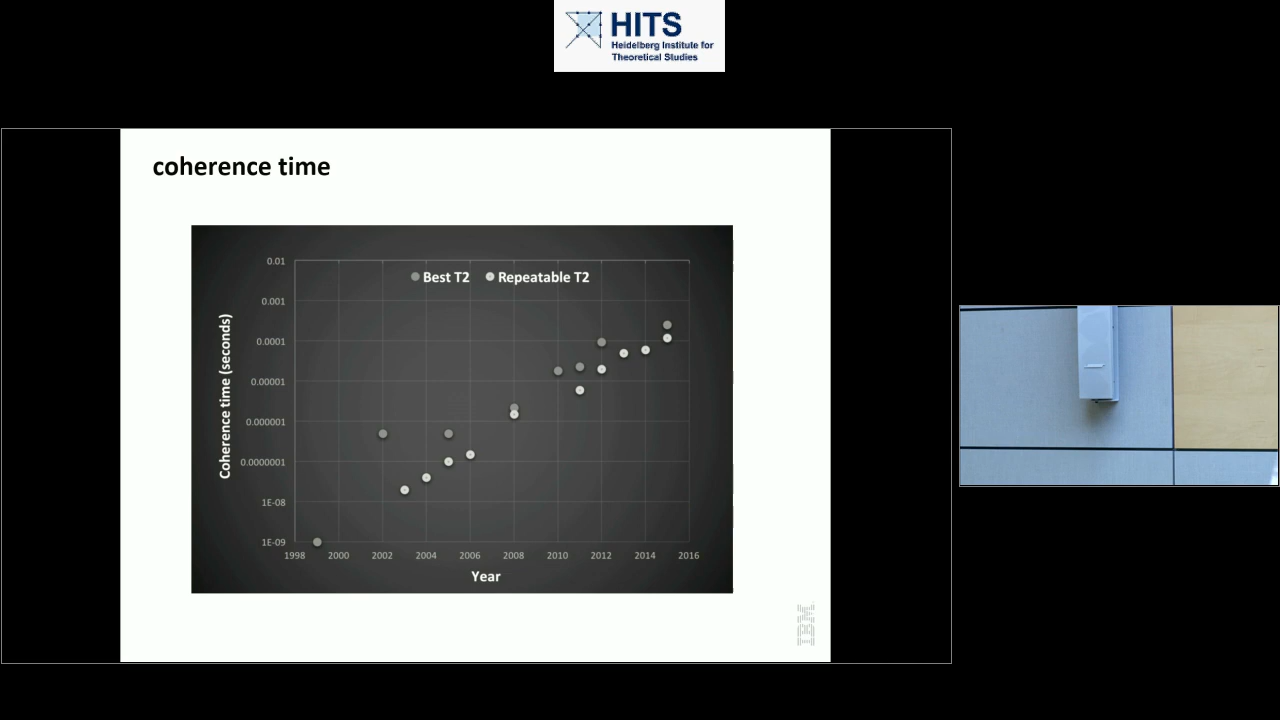 HITS
Heidelberg Institute for
Theoretical Studies
coherence time
Best T2 Repeatable T2
Coherence time (seconds)
0.01
0.001
0.0001
0.00001
0.000001
0.0000001
1E-08
1E-09
1998 2000 2002 2004 2006 2008 2010 2012 2014 2016
Year
IBM